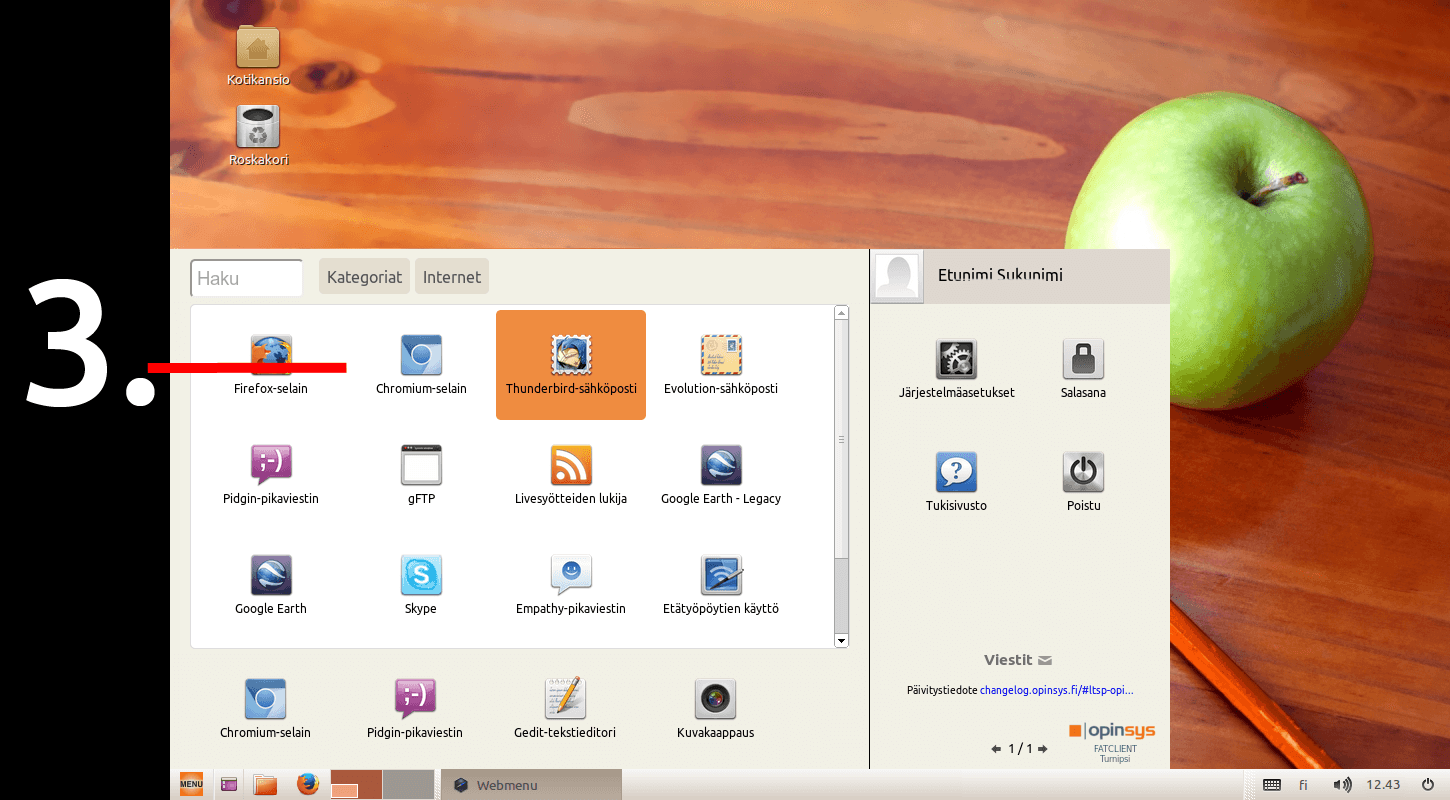 Kotikansio
Roskakori
3.
Haku
Kategoriat
Internet
Etunimi Sukunimi
Firefox-selain
Chromium-selain
Thunderbird-sähköposti
Evolution-sähköposti
Järjestelmäasetukset
Salasana
Pidgin-pikaviestin
gFTP
Livesyötteiden lukija
Google Earth - Legacy
Tukisivusto
Poistu
Google Earth
Skype
Empathy-pikaviestin
Etätyöpöytien käyttö
Viestit
Päivitystiedote changelog.opinsys.fi/#ltsp-opi...
Chromium-selain
Pidgin-pikaviestin
Gedit-tekstieditori
Kuvakaappaus
opinsys
1 / 1
FATCLIENT
Turnipsi
MENU
Webmenu
fi
12.43